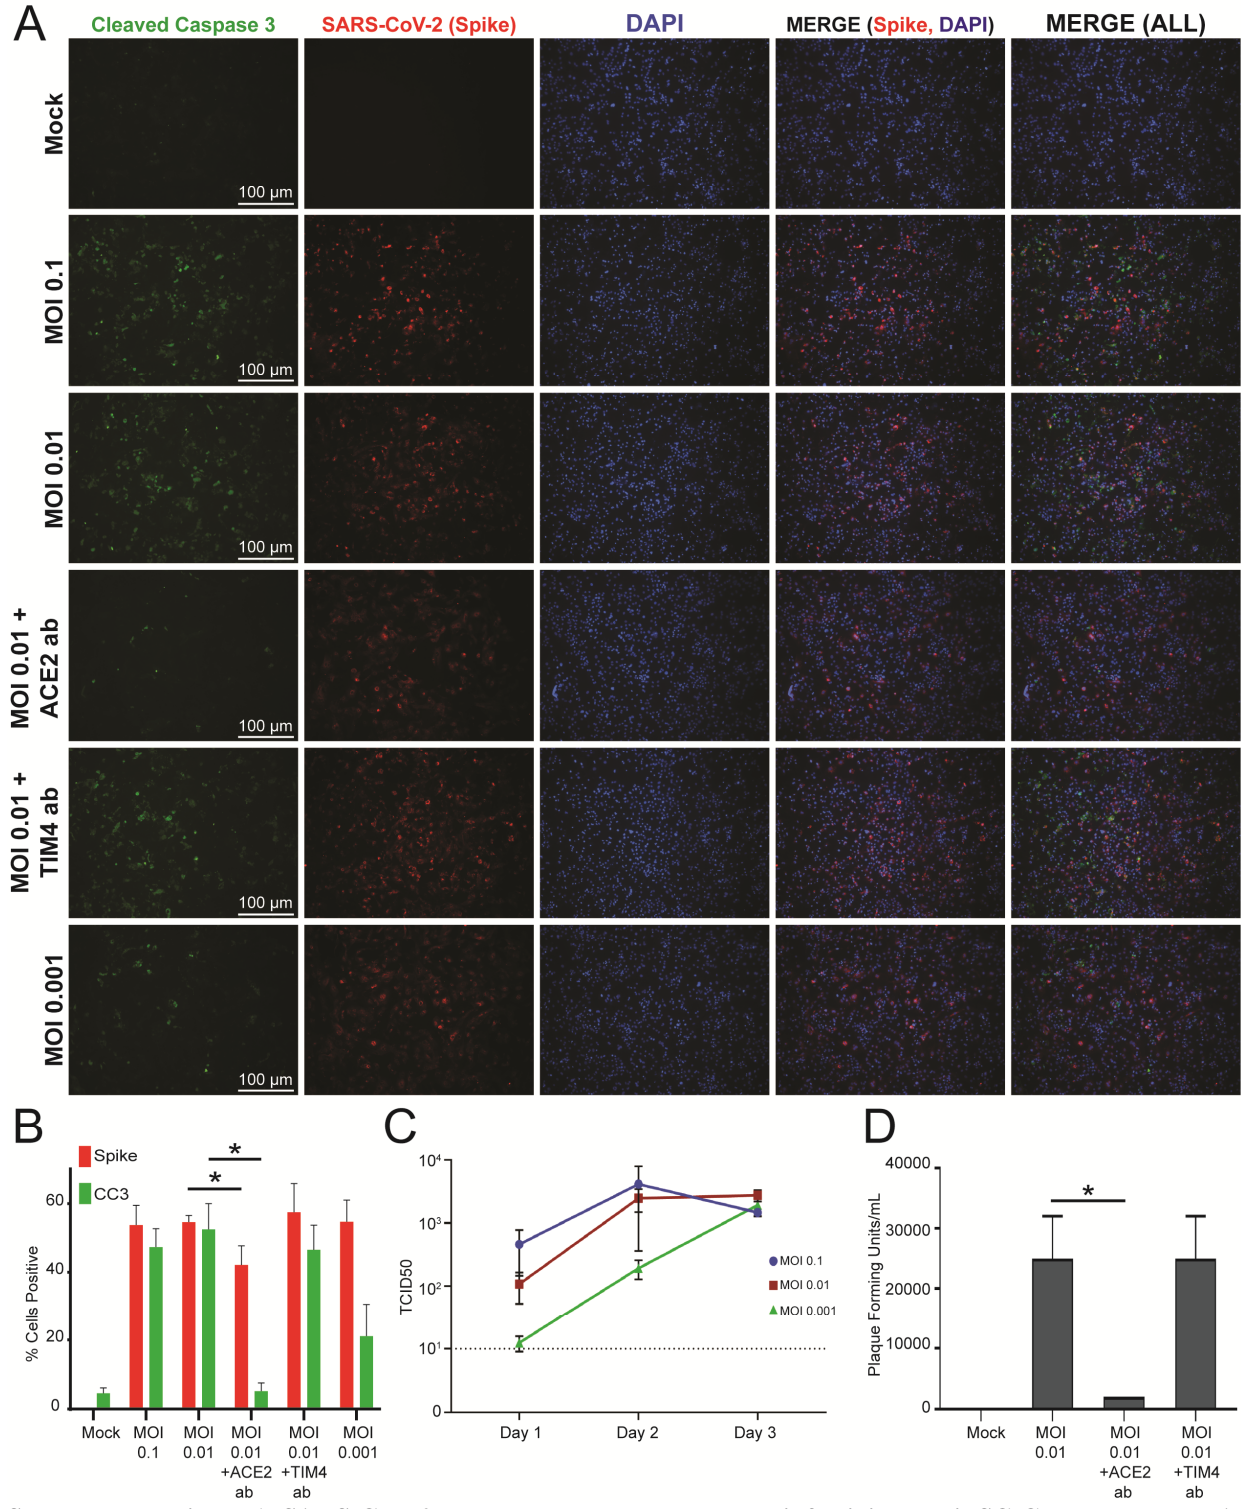 A
Cleaved Caspase 3
SARS-CoV-2 (Spike)
DAPI
MERGE (Spike, DAPI)
MERGE (ALL)
Mock
100 µm
MOI 0.1
100 µm
MOI 0.01
100 µm
MOI 0.01 +
ACE2 ab
100 µm
MOI 0.01 +
TIM4 ab
100 µm
MOI 0.001
100 µm
B
Spike
CC3
*
*
% Cells Positive
60
40
20
0
Mock
MOI
0.1
MOI
0.01
MOI
0.01
+ACE2
ab
MOI
0.01
+TIM4
ab
MOI
0.001
C
TCID50
10⁴
10³
10²
10¹
0
MOI 0.1
MOI 0.01
MOI 0.001
Day 1
Day 2
Day 3
D
Plaque Forming Units/mL
40000
30000
20000
10000
0
*
Mock
MOI
0.01
MOI
0.01
+ACE2
ab
MOI
0.01
+TIM4
ab